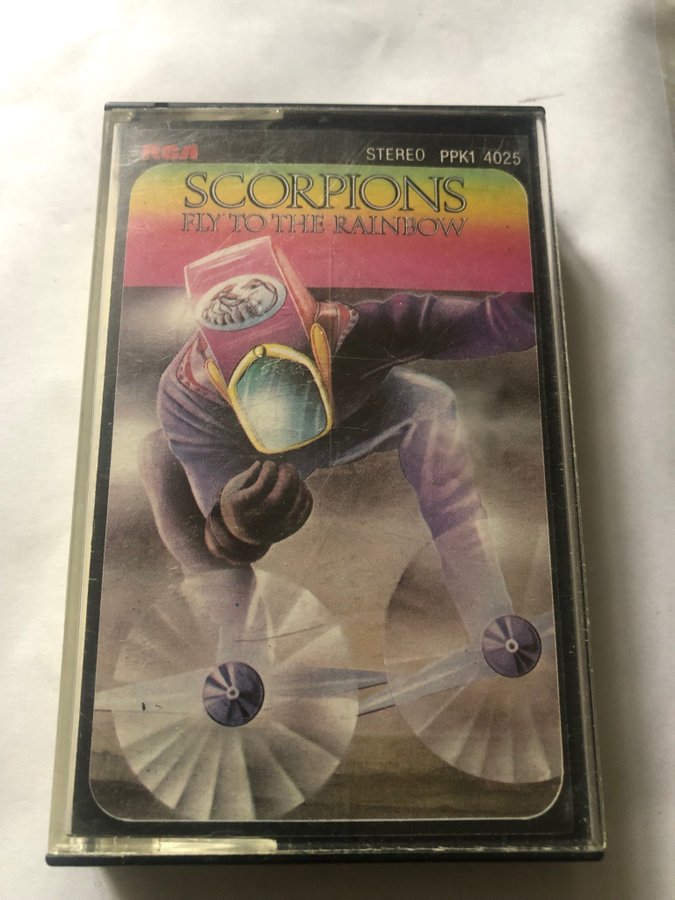 RCA
STEREO PPK1 4025
SCORPIONS
FLY TO THE RAINBOW